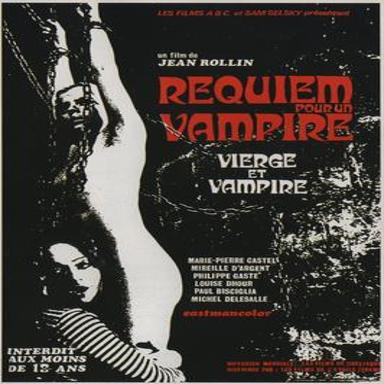 LES FILMS A B C et SAM SELSKY présentent
un film de
JEAN ROLLIN
REQUIEM
POUR UN
VAMPIRE
VIERGE
ET
VAMPIRE
MARIE-PIERRE CASTEL
MIREILLE D'ARGENT
PHILIPPE GASTE
LOUISE DHOUR
PAUL BISCIGLIA
MICHEL DELESALLE
eastmancolor
INTERDIT
AUX MOINS
DE 18 ANS